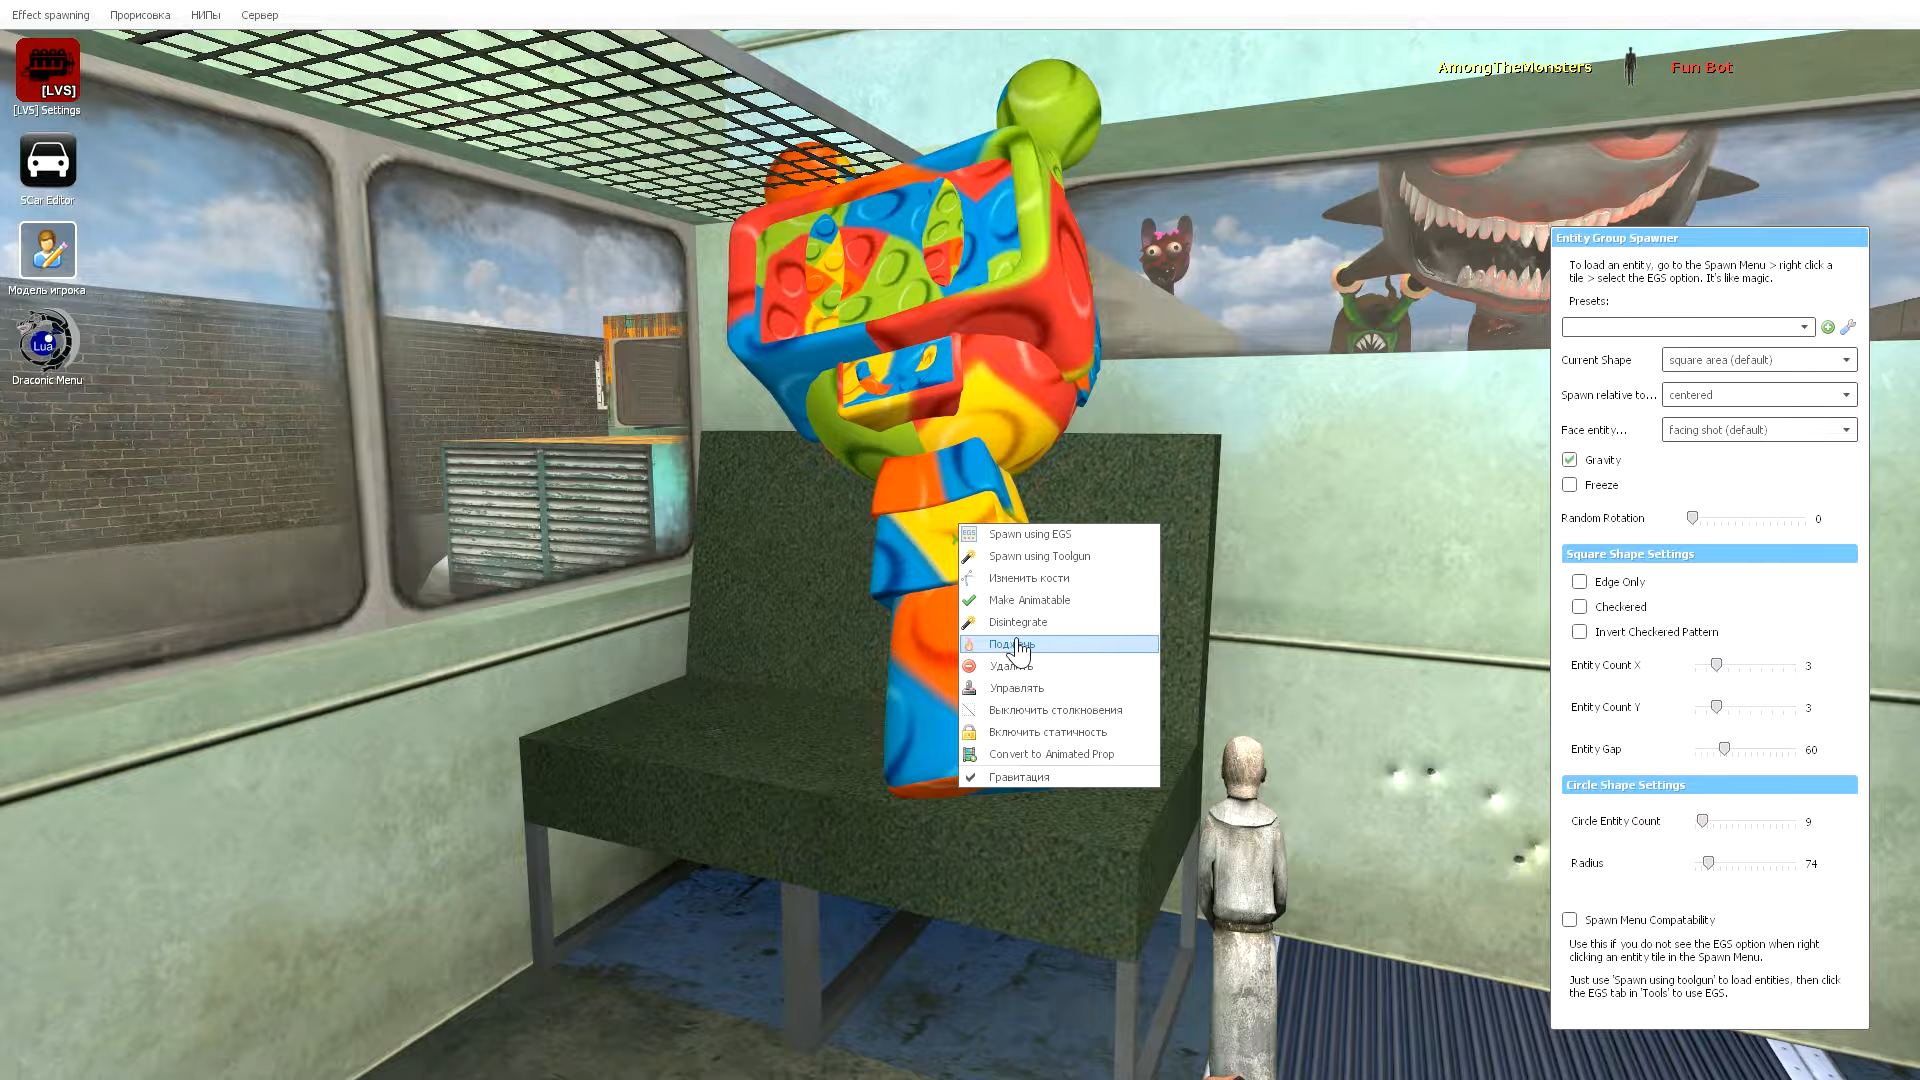 Effect spawning Прорисовка НИПы Сервер
[LVS]
[LVS] Settings
SCar Editor
Модель игрока
Lua
Draconic Menu
AmongTheMonsters Fun Bot
Spawn using EGS
Spawn using Toolgun
Изменить кости
Make Animatable
Disintegrate
Удалить
Управлять
Выключить столкновения
Включить статичность
Convert to Animated Prop
Гравитация
Entity Group Spawner
To load an entity, go to the Spawn Menu > right click a
tile > select the EGS option. It's like magic.
Presets:
Current Shape square area (default)
Spawn relative to... centered
Face entity... facing shot (default)
Gravity
Freeze
Random Rotation 0
Square Shape Settings
Edge Only
Checkered
Invert Checkered Pattern
Entity Count X 3
Entity Count Y 3
Entity Gap 60
Circle Shape Settings
Circle Entity Count 9
Radius 74
Spawn Menu Compatability
Use this if you do not see the EGS option when right
clicking an entity tile in the Spawn Menu.
Just use 'Spawn using toolgun' to load entities, then click
the EGS tab in 'Tools' to use EGS.